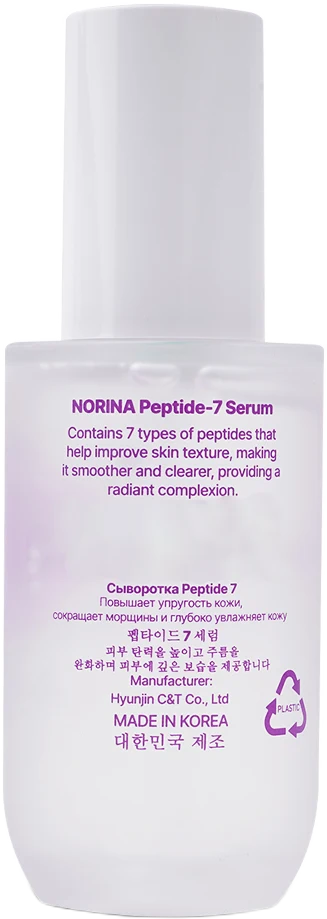 NORINA Peptide-7 Serum
Contains 7 types of peptides that
help improve skin texture, making
it smoother and clearer, providing a
radiant complexion.
Сыворотка Peptide 7
Повышает упругость кожи,
сокращает морщины и глубоко увлажняет кожу
펩타이드 7 세럼
피부 탄력을 높이고 주름을
완화하며 피부에 깊은 보습을 제공합니다
Manufacturer:
Hyunjin C&T Co., Ltd
PLASTIC
MADE IN KOREA
대한민국 제조